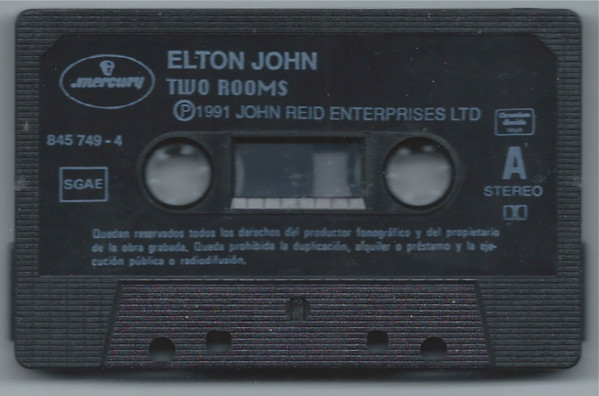 mercury
ELTON JOHN
TWO ROOMS
Ⓟ1991 JOHN REID ENTERPRISES LTD
845 749-4
SGAE
A
STEREO
Quedan reservados todos los derechos del productor fonográfico y del propietario
de la obra grabada. Queda prohibida la duplicación, alquiler o préstamo y la eje-
cución pública o radiodifusión.